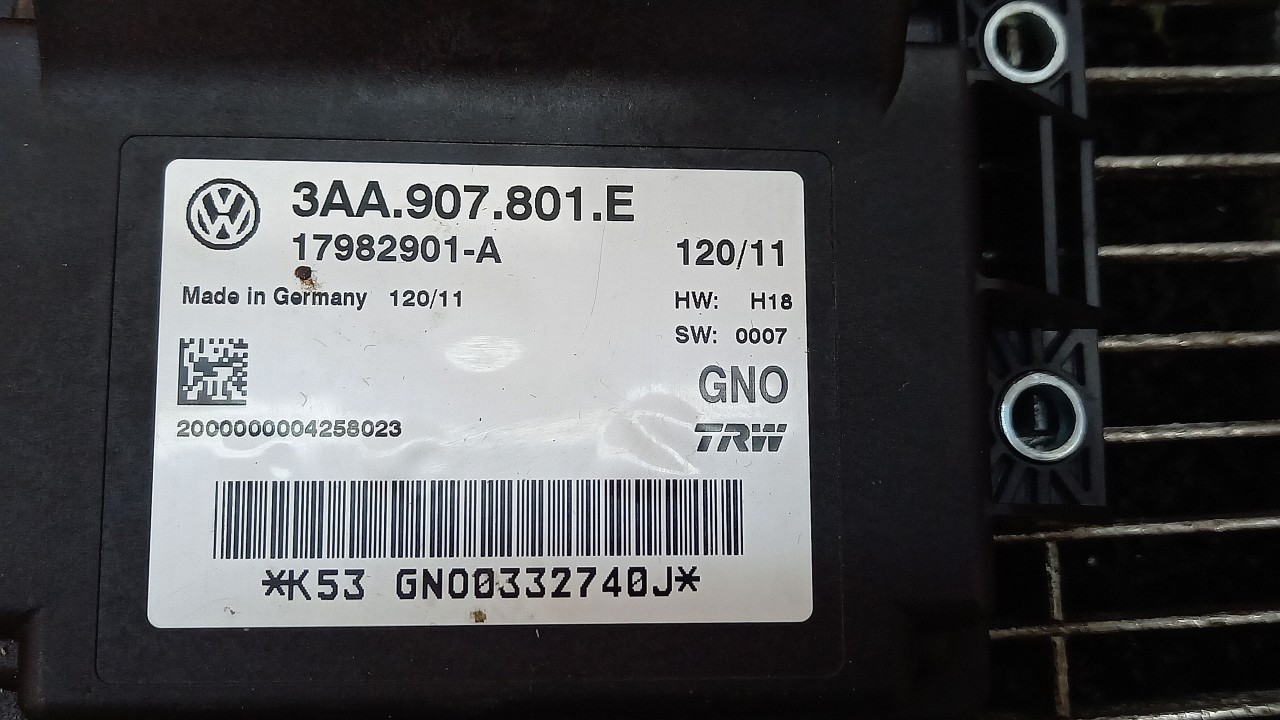 3AA.907.801.E
17982901-A 120/11
Made in Germany 120/11 HW: H18
SW: 0007
GNO
2000000004258023
TRW
*K53 GNO0332740J*